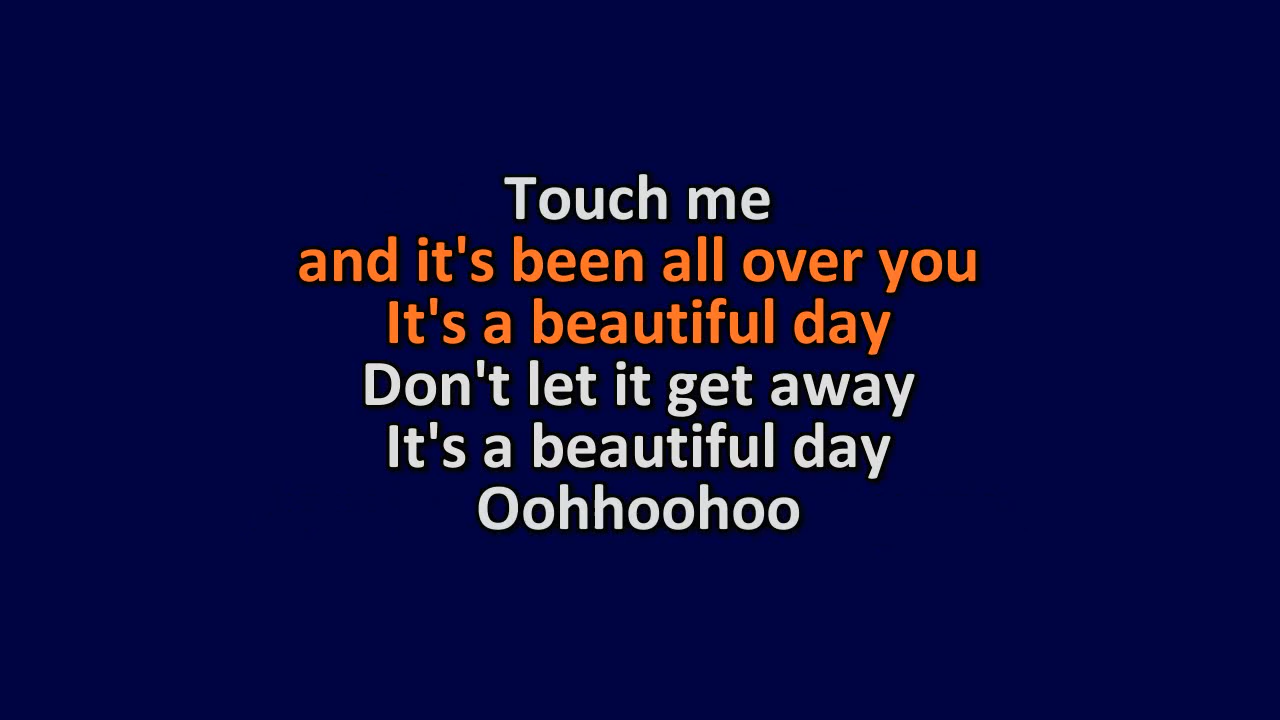 Touch me
and it's been all over you
It's a beautiful day
Don't let it get away
It's a beautiful day
Oohhoohoo